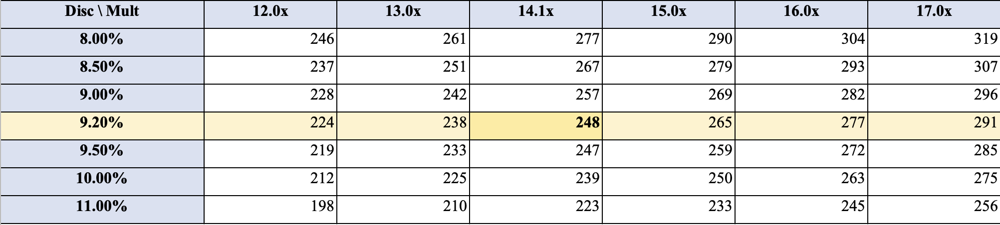 Disc \ Mult 12.0x 13.0x 14.1x 15.0x 16.0x 17.0x
8.00% 246 261 277 290 304 319
8.50% 237 251 267 279 293 307
9.00% 228 242 257 269 282 296
9.20% 224 238 248 265 277 291
9.50% 219 233 247 259 272 285
10.00% 212 225 239 250 263 275
11.00% 198 210 223 233 245 256